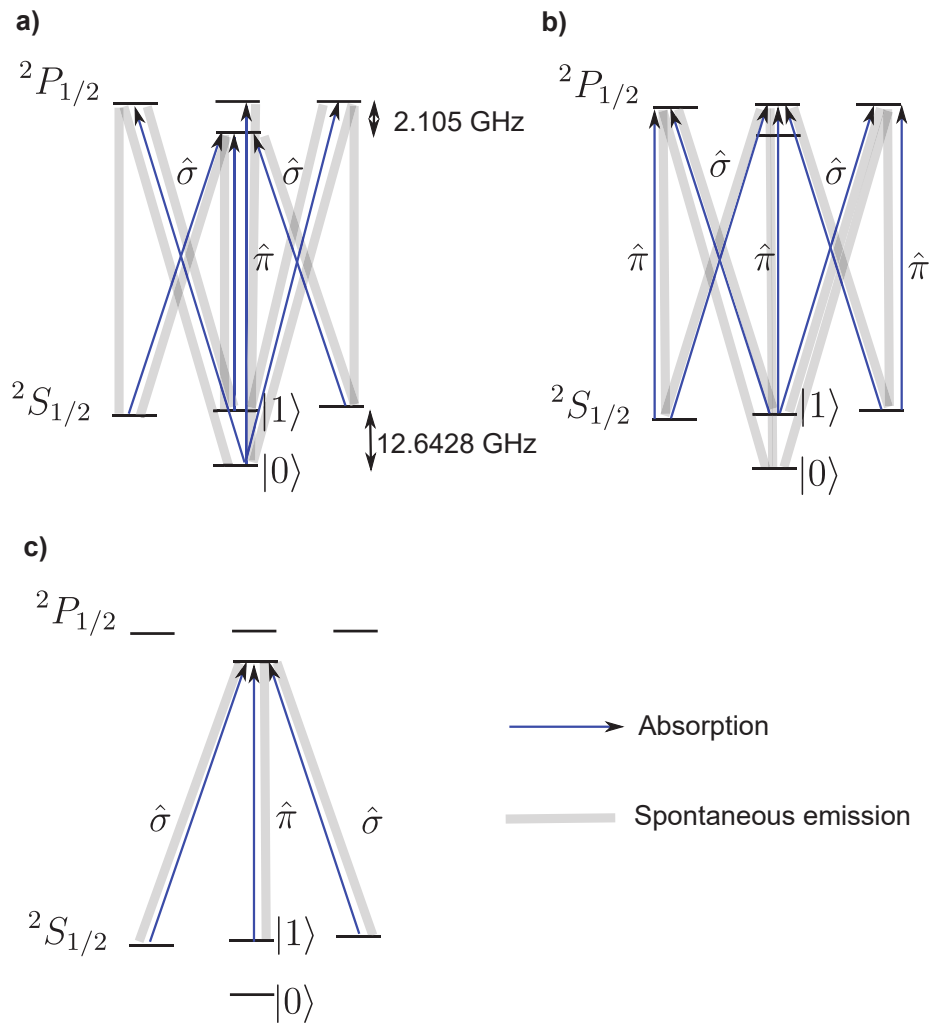 a)
²P₁/₂
2.105 GHz
σ̂
σ̂
π̂
²S₁/₂
|1⟩
12.6428 GHz
|0⟩
b)
²P₁/₂
σ̂
σ̂
π̂
π̂
π̂
²S₁/₂
|1⟩
|0⟩
c)
²P₁/₂
σ̂
π̂
σ̂
²S₁/₂
|1⟩
|0⟩
Absorption
Spontaneous emission